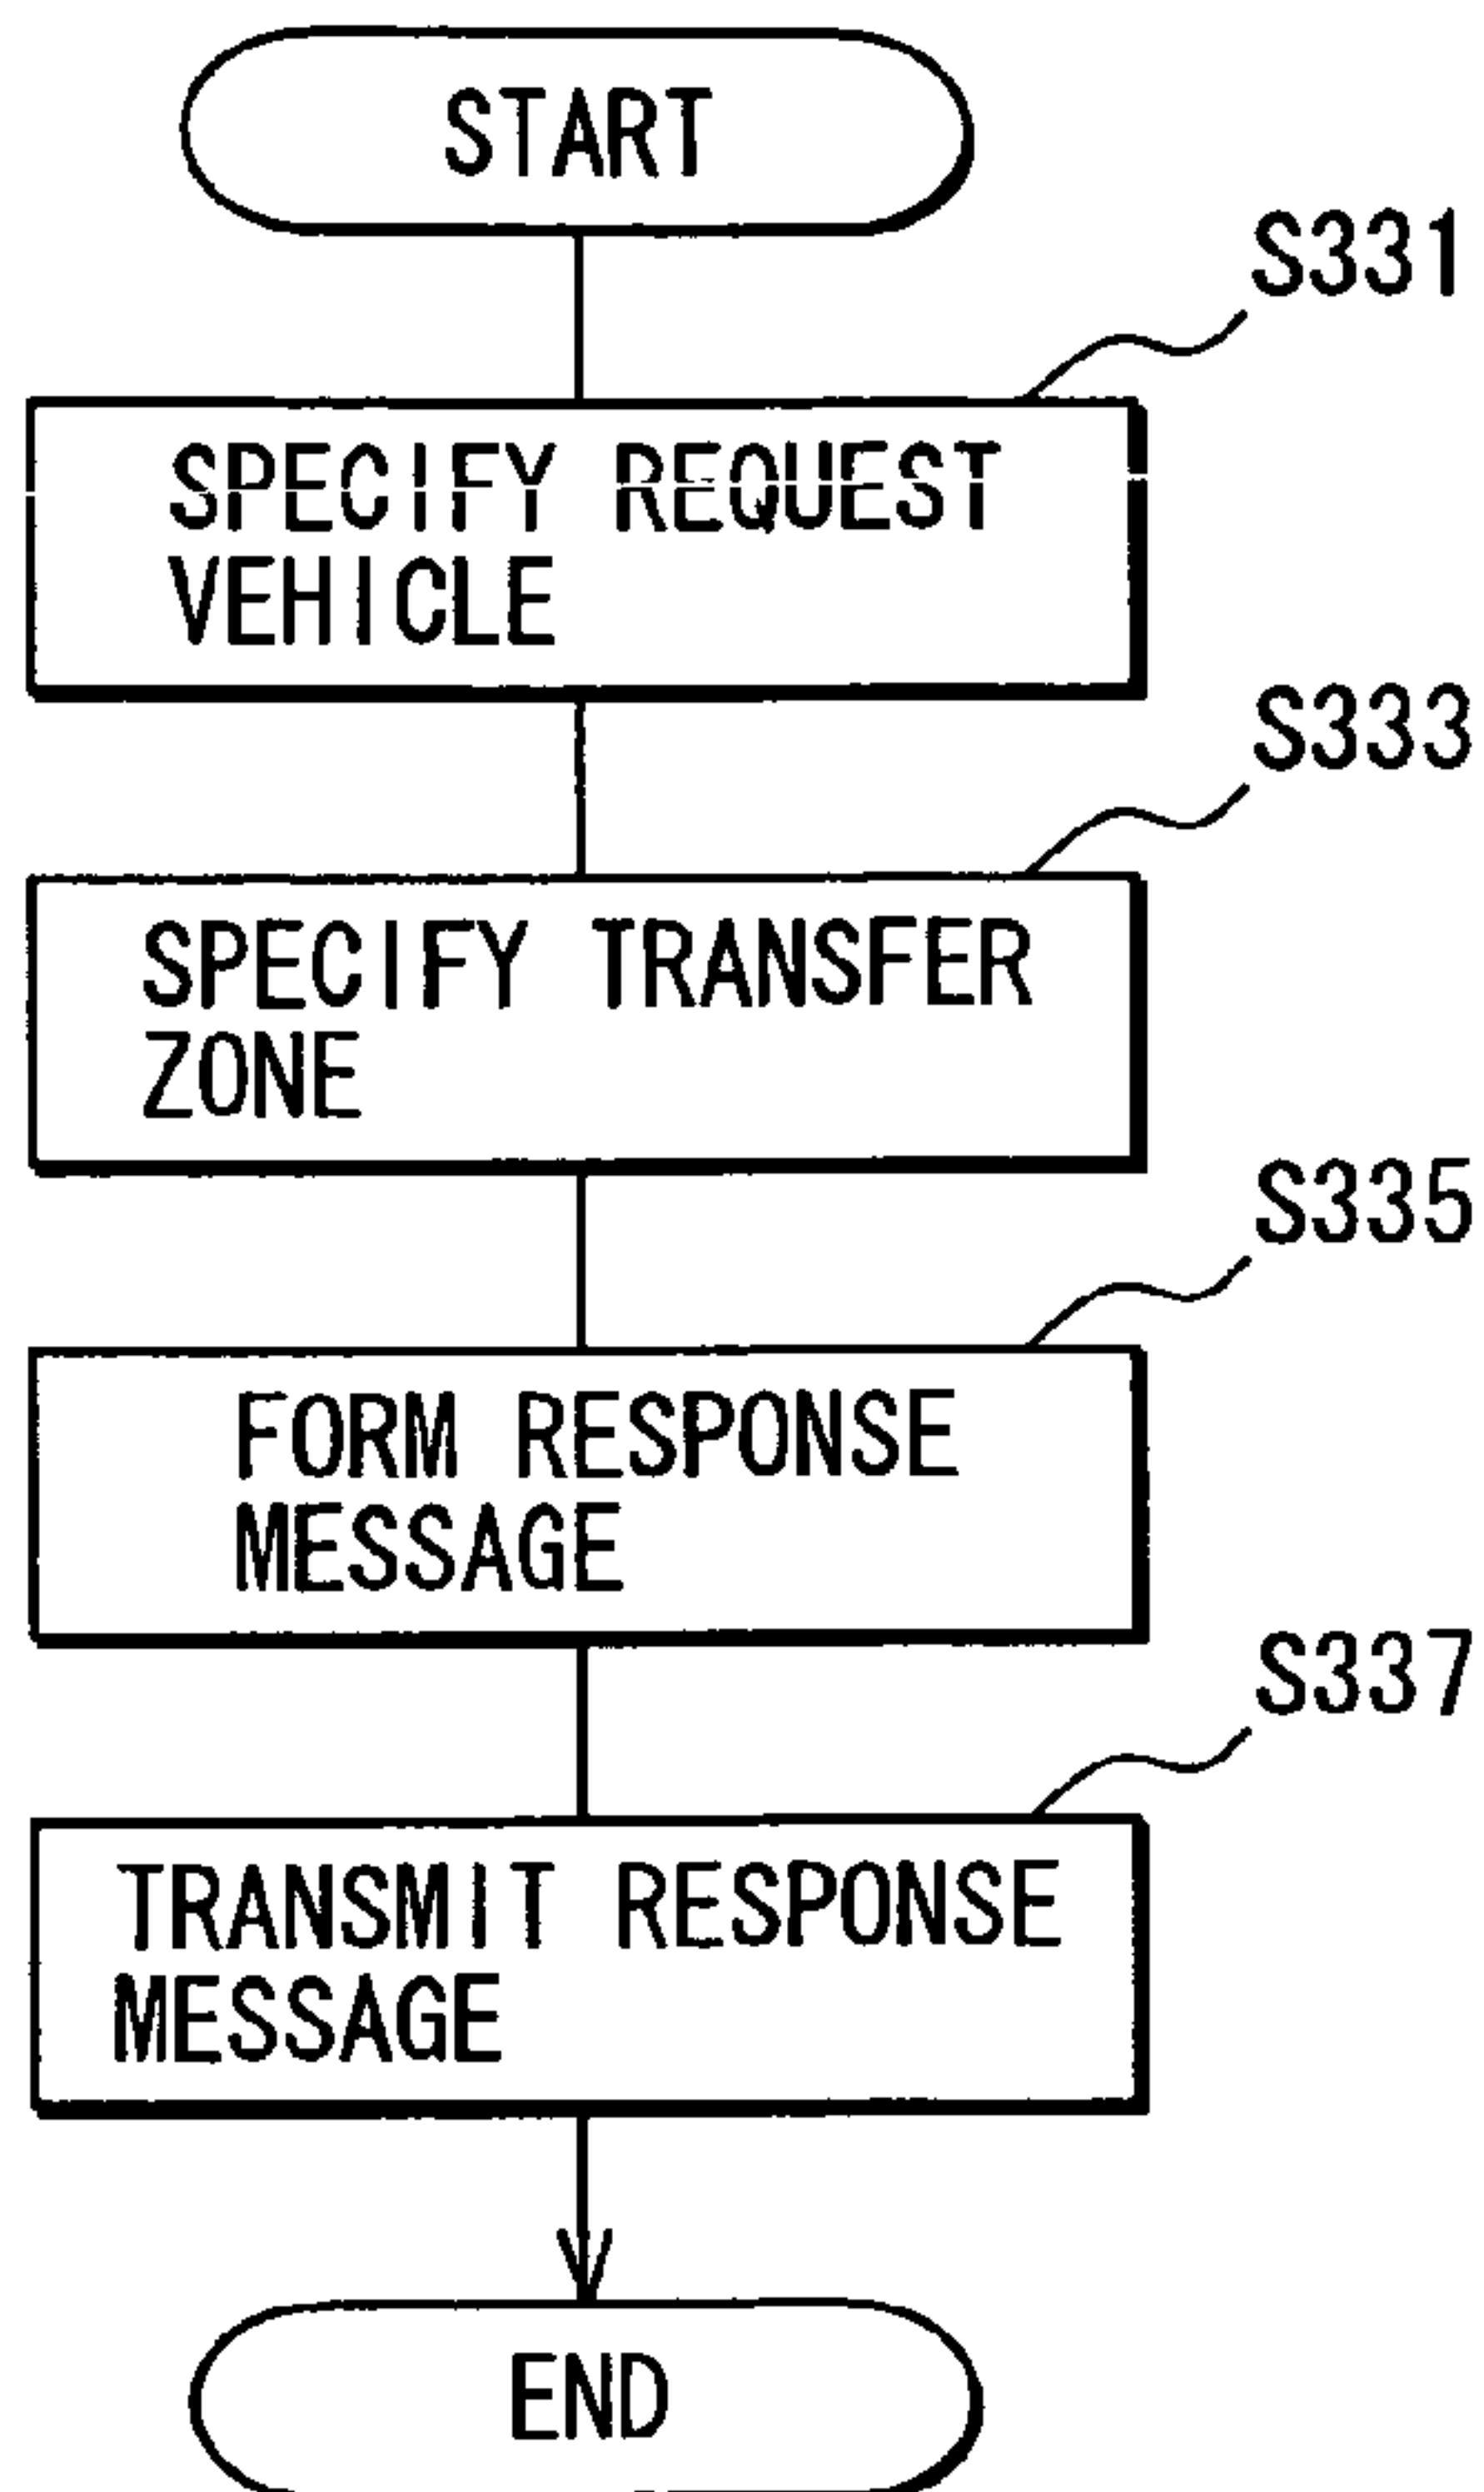 START
S331
SPECIFY REQUEST
VEHICLE
S333
SPECIFY TRANSFER
ZONE
S335
FORM RESPONSE
MESSAGE
S337
TRANSMIT RESPONSE
MESSAGE
END